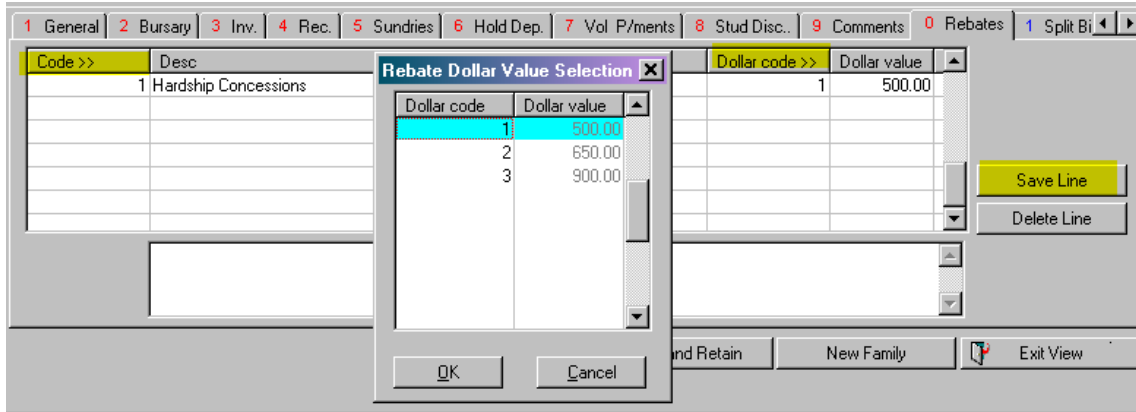 1 General 2 Bursary 3 Inv. 4 Rec. 5 Sundries 6 Hold Dep. 7 Vol P/ments 8 Stud Disc.. 9 Comments 0 Rebates 1 Split Bi
Code >> Desc Dollar code >> Dollar value
1 Hardship Concessions 1 500.00
Rebate Dollar Value Selection
Dollar code Dollar value
1 500.00
2 650.00
3 900.00
OK Cancel
Save Line
Delete Line
and Retain New Family Exit View